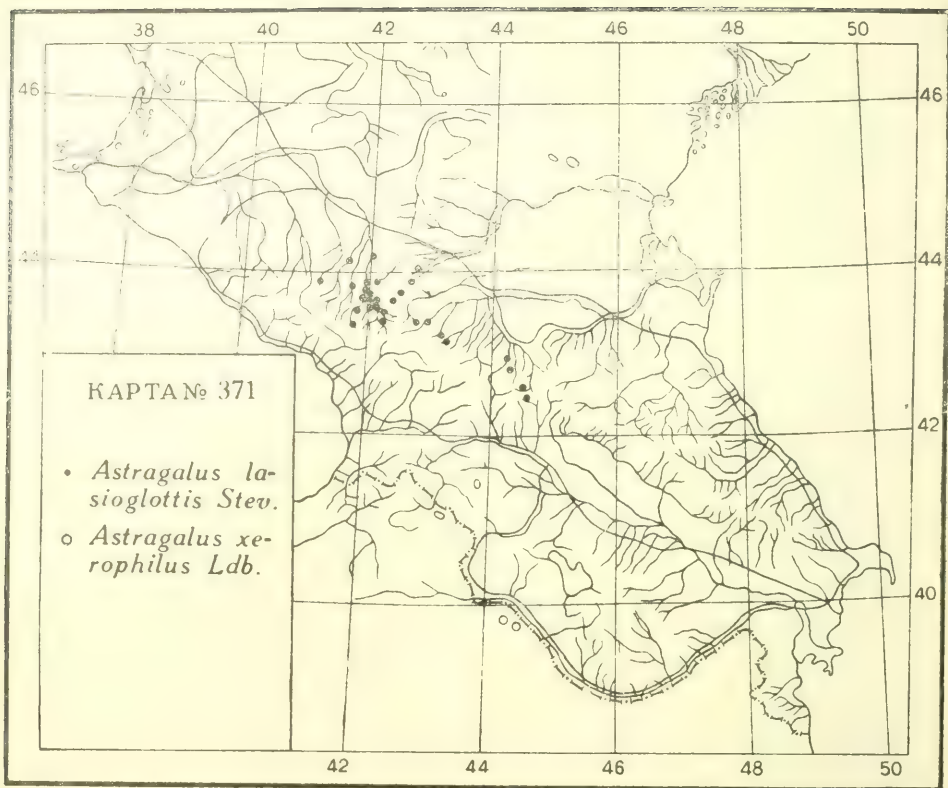 38 40 42 44 46 48 50
46 46
44 44
КАРТА № 371
• Astragalus la-
sioglottis Stev.
○ Astragalus xe-
rophilus Ldb.
42
40
42 44 46 48 50